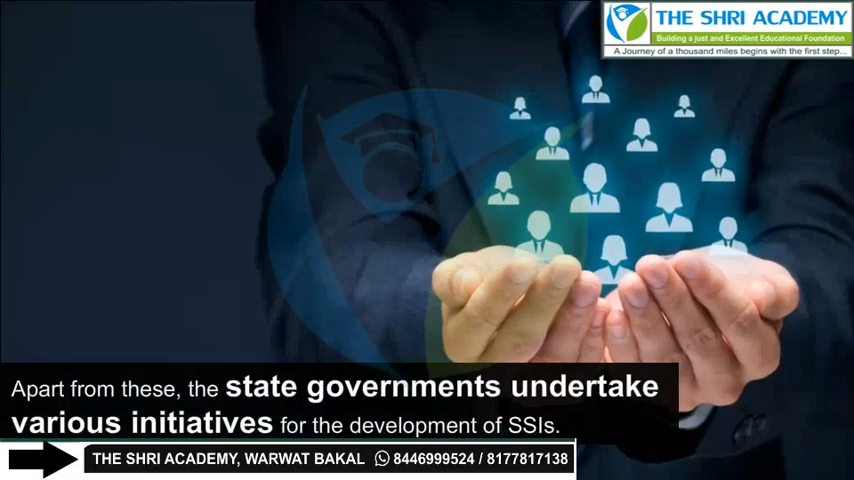 THE SHRI ACADEMY
Building a just and Excellent Educational Foundation
A Journey of a thousand miles begins with the first step...
Apart from these, the state governments undertake
various initiatives for the development of SSIs.
THE SHRI ACADEMY, WARWAT BAKAL 8446999524 / 8177817138